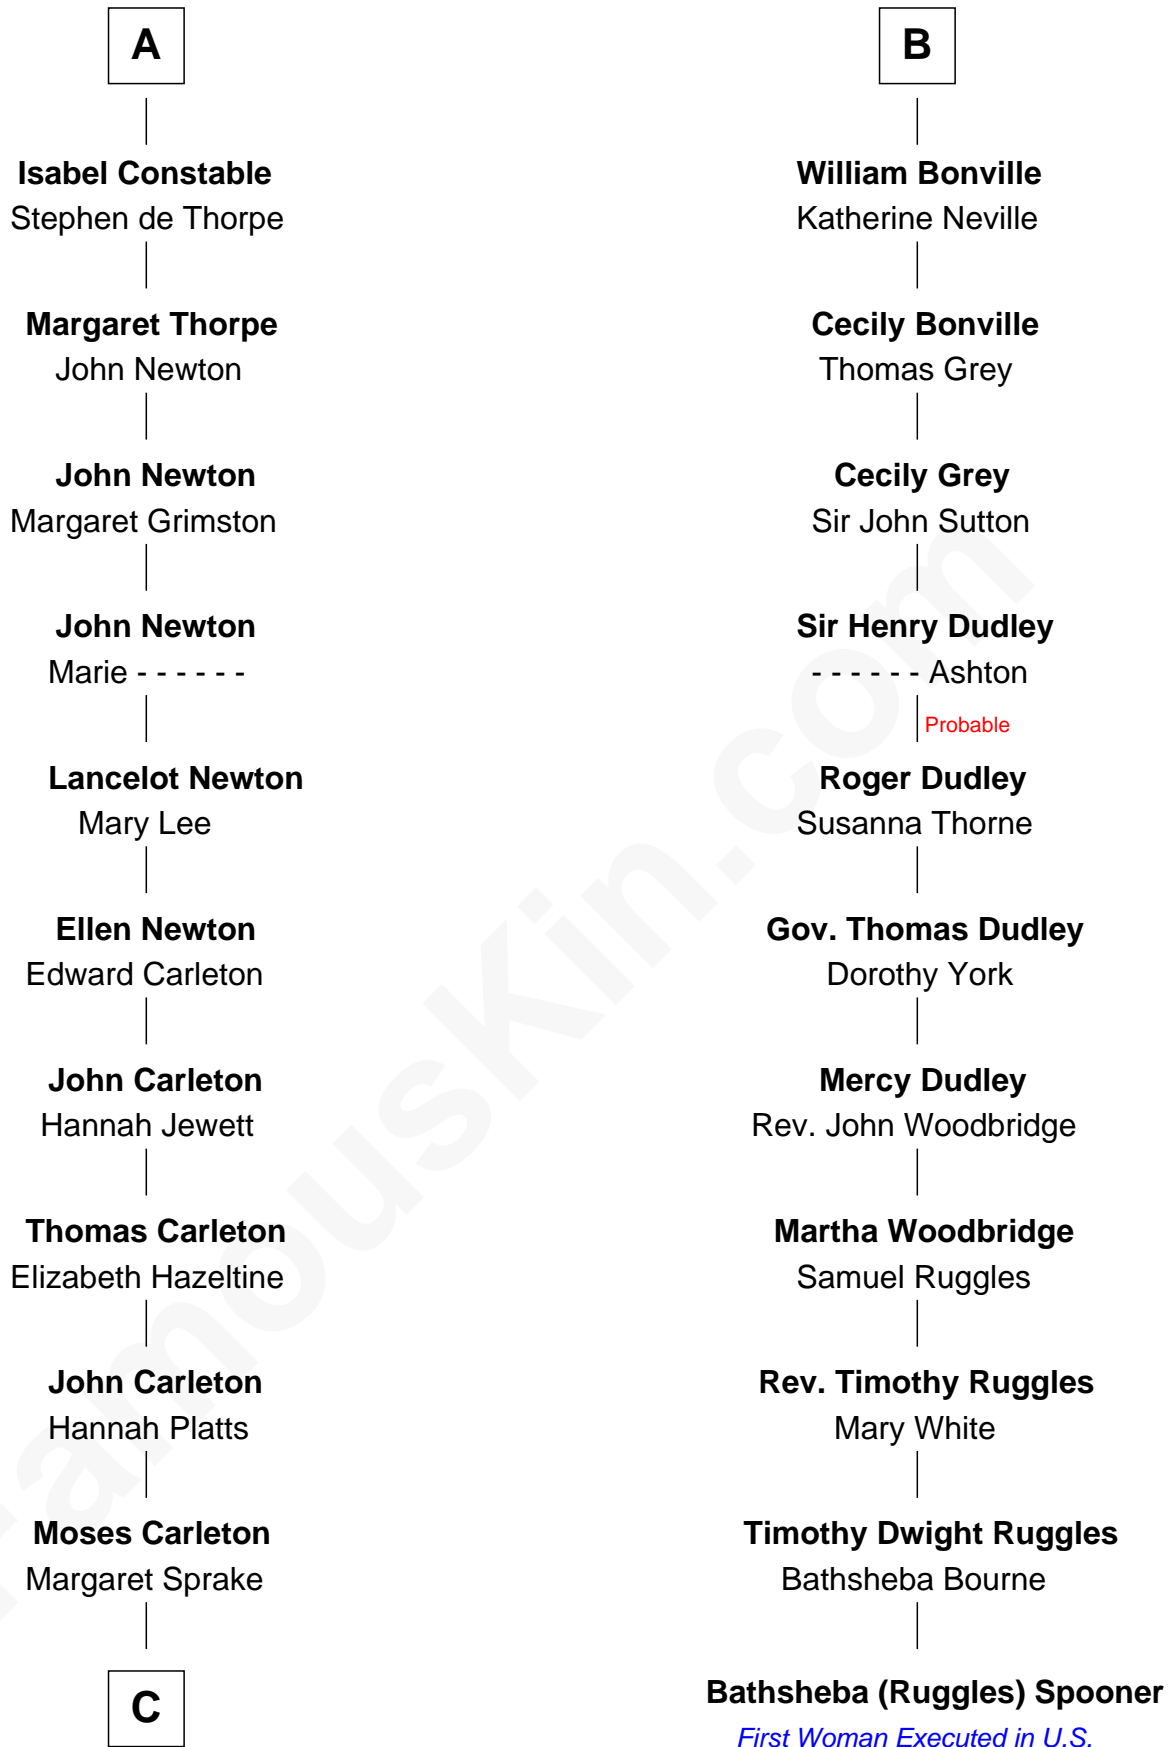 A
Isabel Constable
Stephen de Thorpe
Margaret Thorpe
John Newton
John Newton
Margaret Grimston
John Newton
Marie - - - - - -
Lancelot Newton
Mary Lee
Ellen Newton
Edward Carleton
John Carleton
Hannah Jewett
Thomas Carleton
Elizabeth Hazeltine
John Carleton
Hannah Platts
Moses Carleton
Margaret Sprake
C
B
William Bonville
Katherine Neville
Cecily Bonville
Thomas Grey
Cecily Grey
Sir John Sutton
Sir Henry Dudley
- - - - - - Ashton
Probable
Roger Dudley
Susanna Thorne
Gov. Thomas Dudley
Dorothy York
Mercy Dudley
Rev. John Woodbridge
Martha Woodbridge
Samuel Ruggles
Rev. Timothy Ruggles
Mary White
Timothy Dwight Ruggles
Bathsheba Bourne
Bathsheba (Ruggles) Spooner
First Woman Executed in U.S.
FamousKin.com